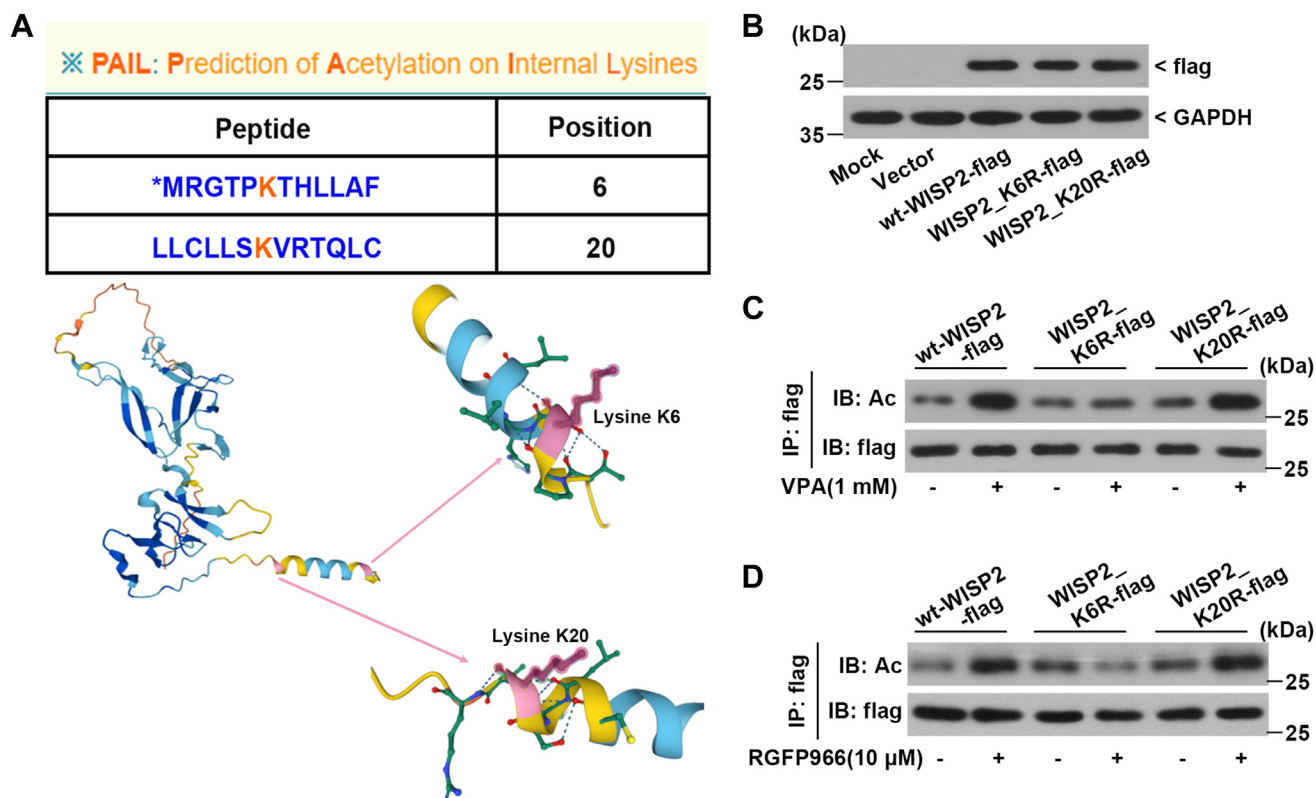 A
※ PAIL: Prediction of Acetylation on Internal Lysines
Peptide Position
*MRGTPKTHLLAF 6
LLCLLSKVRTQLC 20
Lysine K6
Lysine K20
B
(kDa)
25
< flag
35
< GAPDH
Mock
Vector
wt-WISP2-flag
WISP2_K6R-flag
WISP2_K20R-flag
C
wt-WISP2
-flag
WISP2_
K6R-flag
WISP2_
K20R-flag
(kDa)
IP: flag
IB: Ac
25
IB: flag
25
VPA(1 mM) - + - + - +
D
wt-WISP2
-flag
WISP2_
K6R-flag
WISP2_
K20R-flag
(kDa)
IP: flag
IB: Ac
25
IB: flag
25
RGFP966(10 µM) - + - + - +